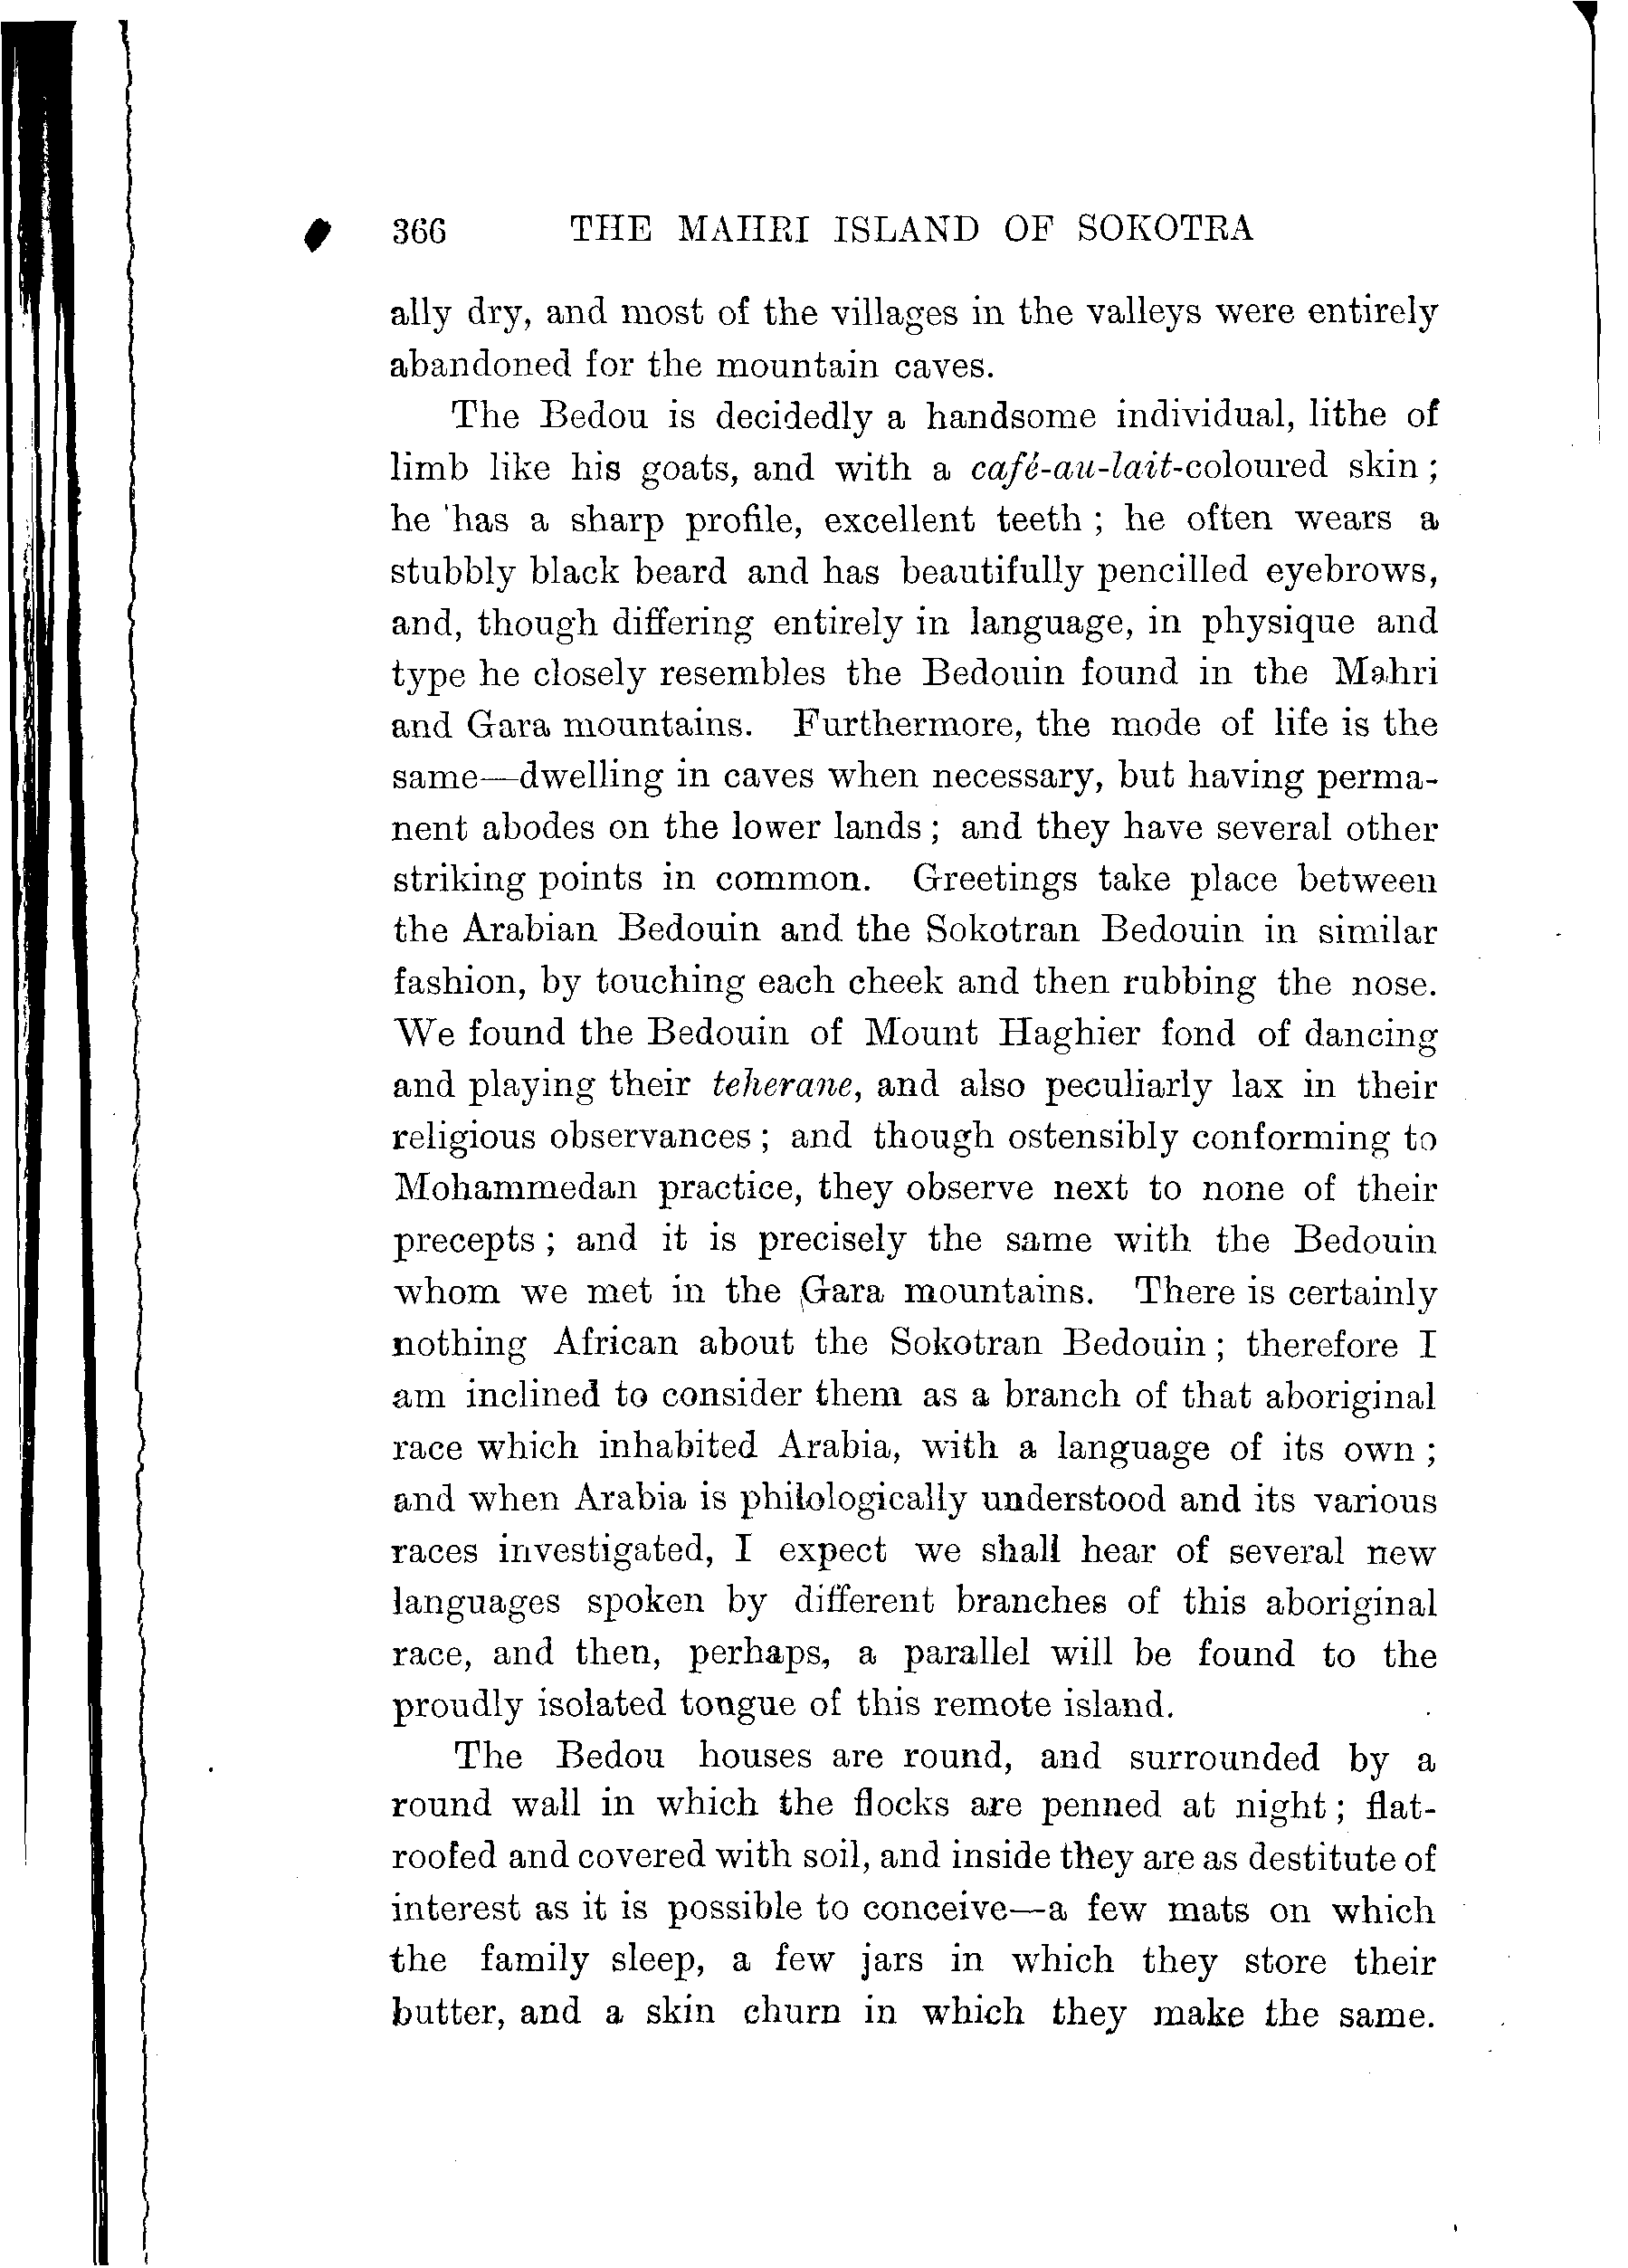 366 THE MAHRI ISLAND OF SOKOTRA
ally dry, and most of the villages in the valleys were entirely
abandoned for the mountain caves.
The Bedou is decidedly a handsome individual, lithe of
limb like his goats, and with a café-au-lait-coloured skin ;
he 'has a sharp profile, excellent teeth ; he often wears a
stubbly black beard and has beautifully pencilled eyebrows,
and, though differing entirely in language, in physique and
type he closely resembles the Bedouin found in the Mahri
and Gara mountains. Furthermore, the mode of life is the
same—dwelling in caves when necessary, but having perma-
nent abodes on the lower lands ; and they have several other
striking points in common. Greetings take place between
the Arabian Bedouin and the Sokotran Bedouin in similar
fashion, by touching each cheek and then rubbing the nose.
We found the Bedouin of Mount Haghier fond of dancing
and playing their teherane, and also peculiarly lax in their
religious observances ; and though ostensibly conforming to
Mohammedan practice, they observe next to none of their
precepts ; and it is precisely the same with the Bedouin
whom we met in the Gara mountains. There is certainly
nothing African about the Sokotran Bedouin ; therefore I
am inclined to consider them as a branch of that aboriginal
race which inhabited Arabia, with a language of its own ;
and when Arabia is philologically understood and its various
races investigated, I expect we shall hear of several new
languages spoken by different branches of this aboriginal
race, and then, perhaps, a parallel will be found to the
proudly isolated tongue of this remote island.
The Bedou houses are round, and surrounded by a
round wall in which the flocks are penned at night ; flat-
roofed and covered with soil, and inside they are as destitute of
interest as it is possible to conceive—a few mats on which
the family sleep, a few jars in which they store their
butter, and a skin churn in which they make the same.